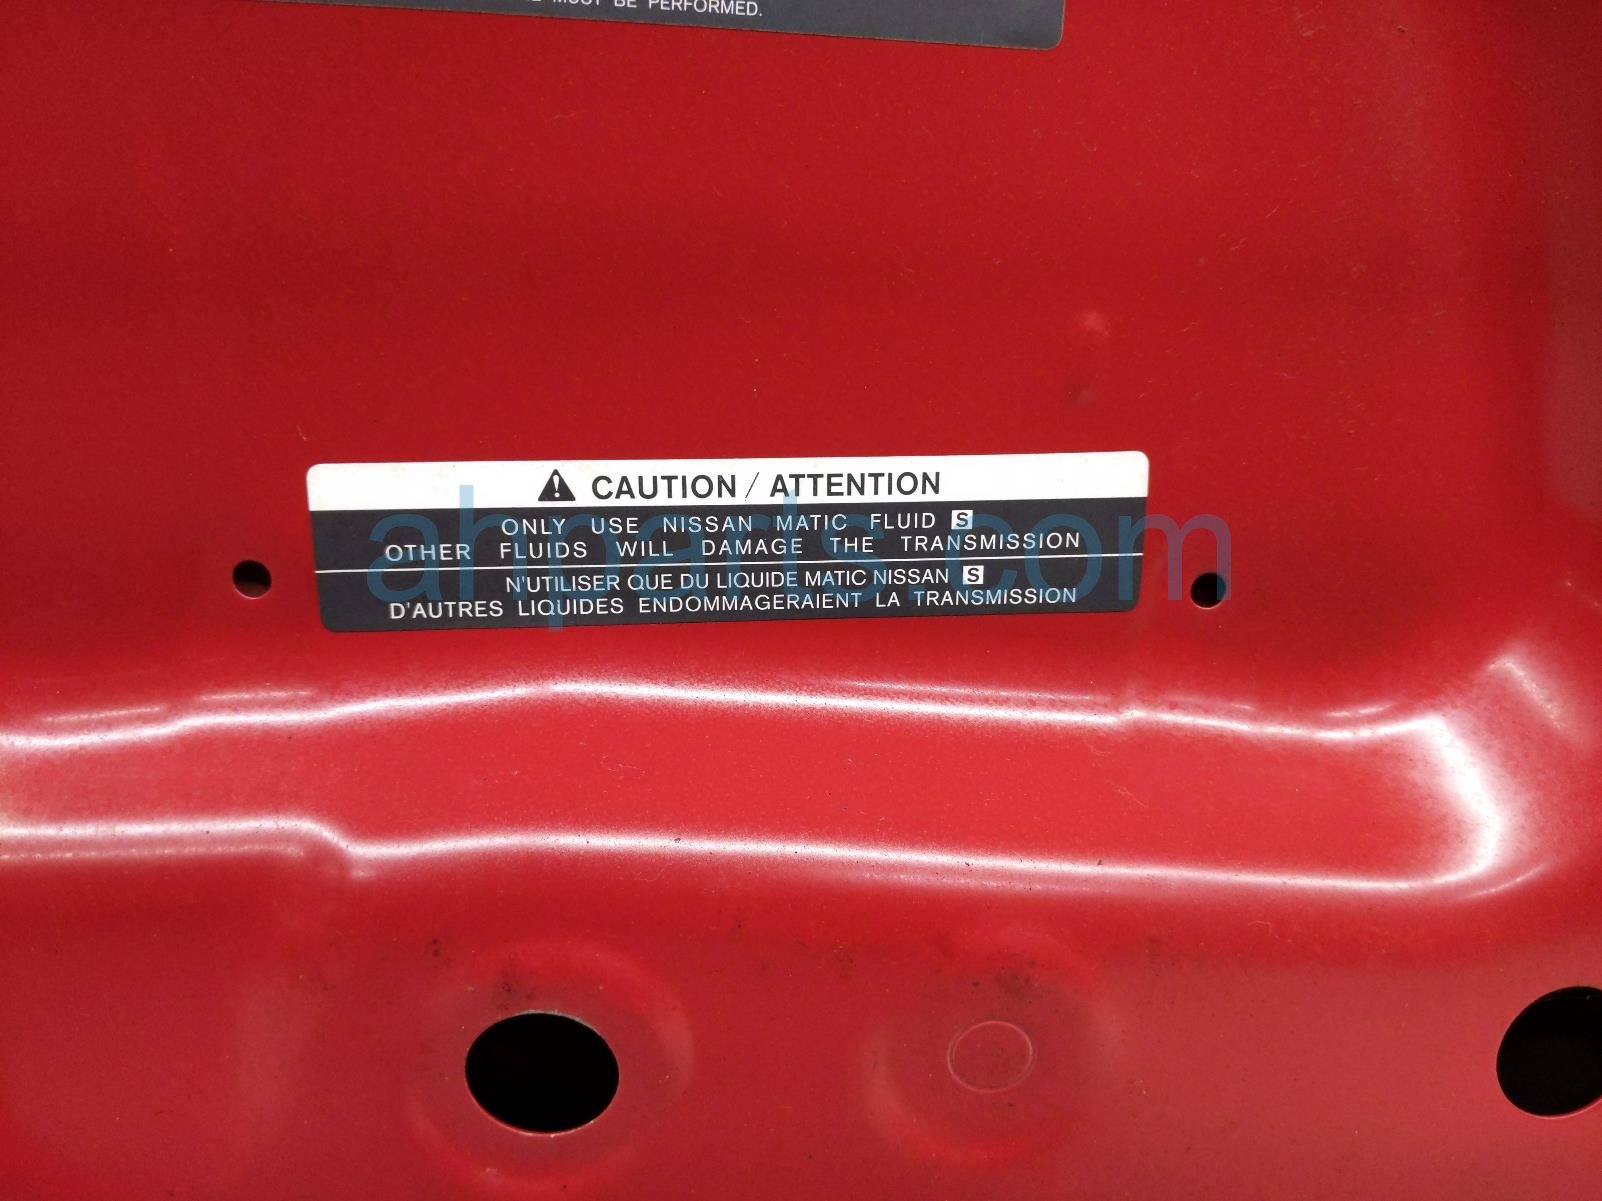 MUST BE PERFORMED.
⚠ CAUTION / ATTENTION
ONLY USE NISSAN MATIC FLUID S
OTHER FLUIDS WILL DAMAGE THE TRANSMISSION
N'UTILISER QUE DU LIQUIDE MATIC NISSAN S
D'AUTRES LIQUIDES ENDOMMAGERAIENT LA TRANSMISSION
ahparts.com